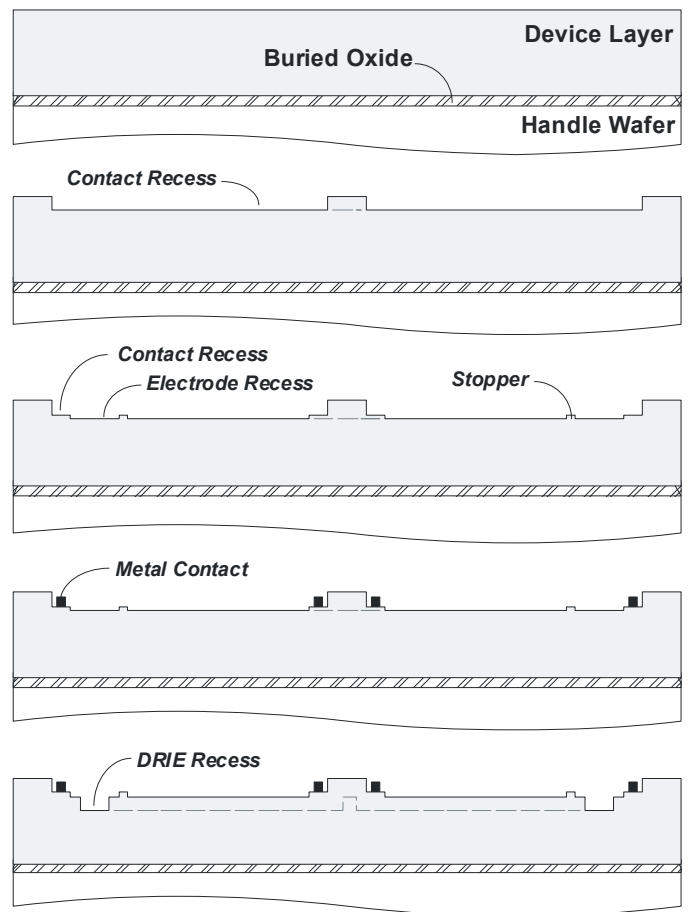 Device Layer
Buried Oxide
Handle Wafer
Contact Recess
Contact Recess
Electrode Recess
Stopper
Metal Contact
DRIE Recess